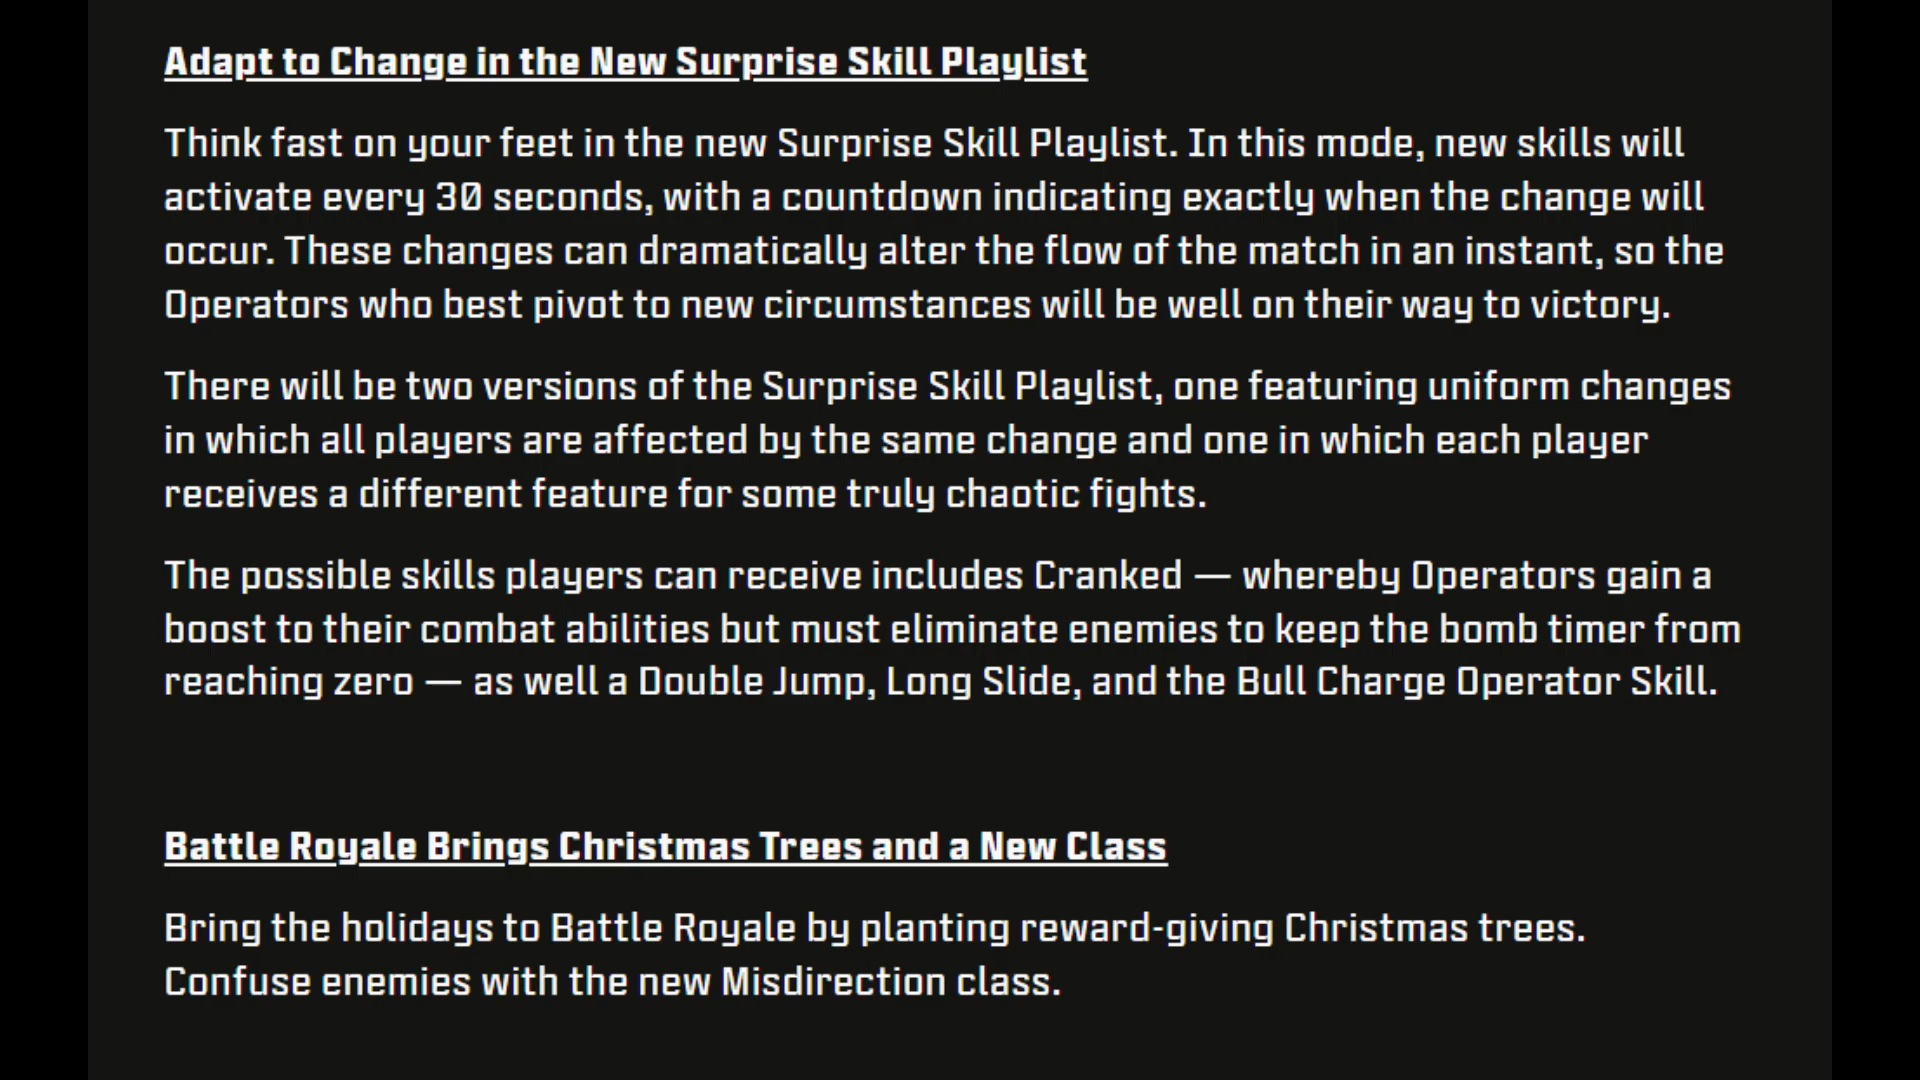 Adapt to Change in the New Surprise Skill Playlist
Think fast on your feet in the new Surprise Skill Playlist. In this mode, new skills will
activate every 30 seconds, with a countdown indicating exactly when the change will
occur. These changes can dramatically alter the flow of the match in an instant, so the
Operators who best pivot to new circumstances will be well on their way to victory.
There will be two versions of the Surprise Skill Playlist, one featuring uniform changes
in which all players are affected by the same change and one in which each player
receives a different feature for some truly chaotic fights.
The possible skills players can receive includes Cranked — whereby Operators gain a
boost to their combat abilities but must eliminate enemies to keep the bomb timer from
reaching zero — as well a Double Jump, Long Slide, and the Bull Charge Operator Skill.
Battle Royale Brings Christmas Trees and a New Class
Bring the holidays to Battle Royale by planting reward-giving Christmas trees.
Confuse enemies with the new Misdirection class.